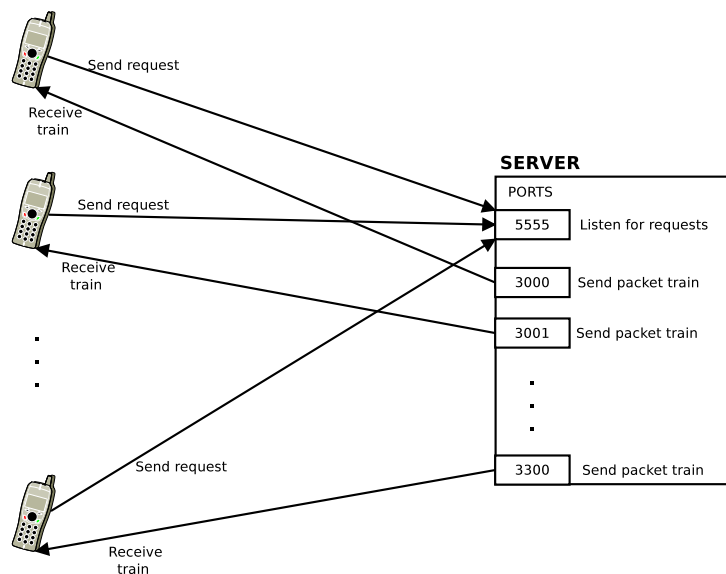 Send request
Receive
train
SERVER
PORTS
Send request
5555
Listen for requests
Receive
train
3000
Send packet train
3001
Send packet train
Send request
3300
Send packet train
Receive
train